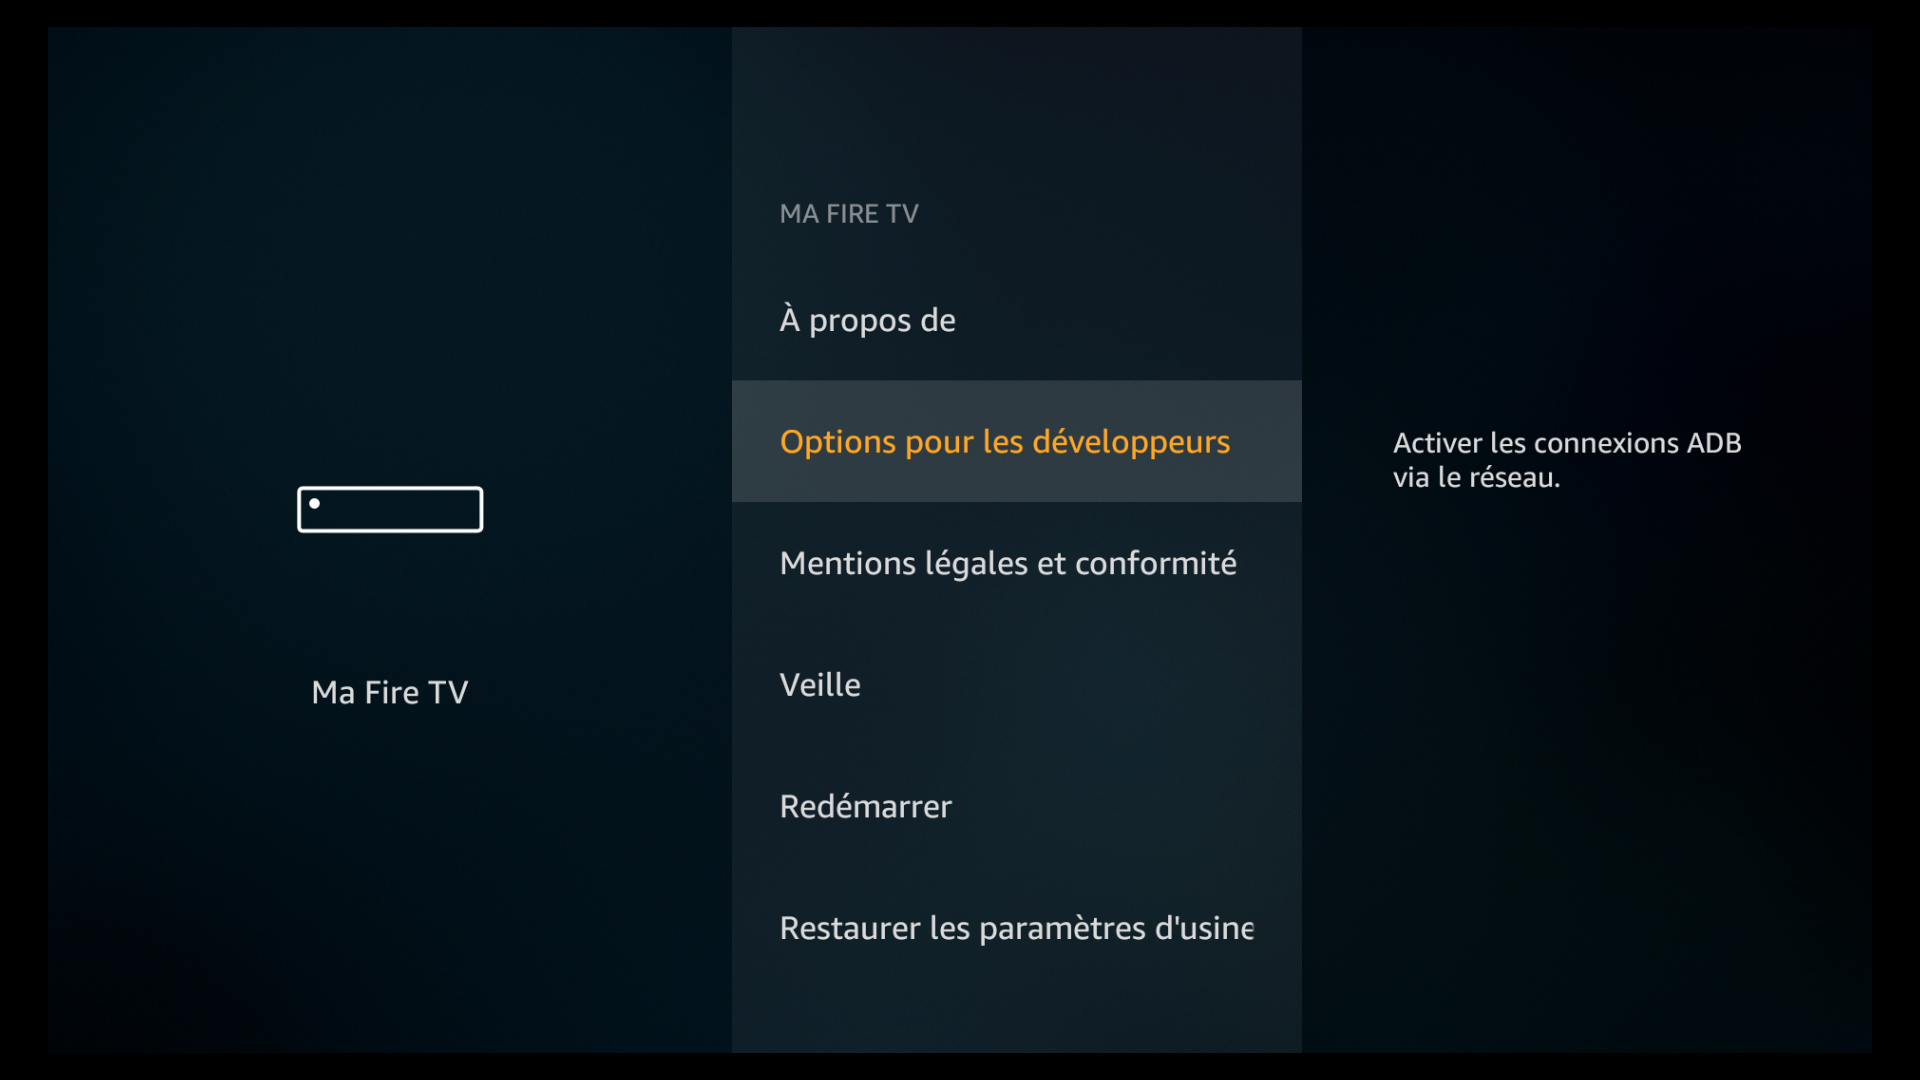 MA FIRE TV
À propos de
Options pour les développeurs
Mentions légales et conformité
Veille
Redémarrer
Restaurer les paramètres d'usine
Ma Fire TV
Activer les connexions ADB
via le réseau.